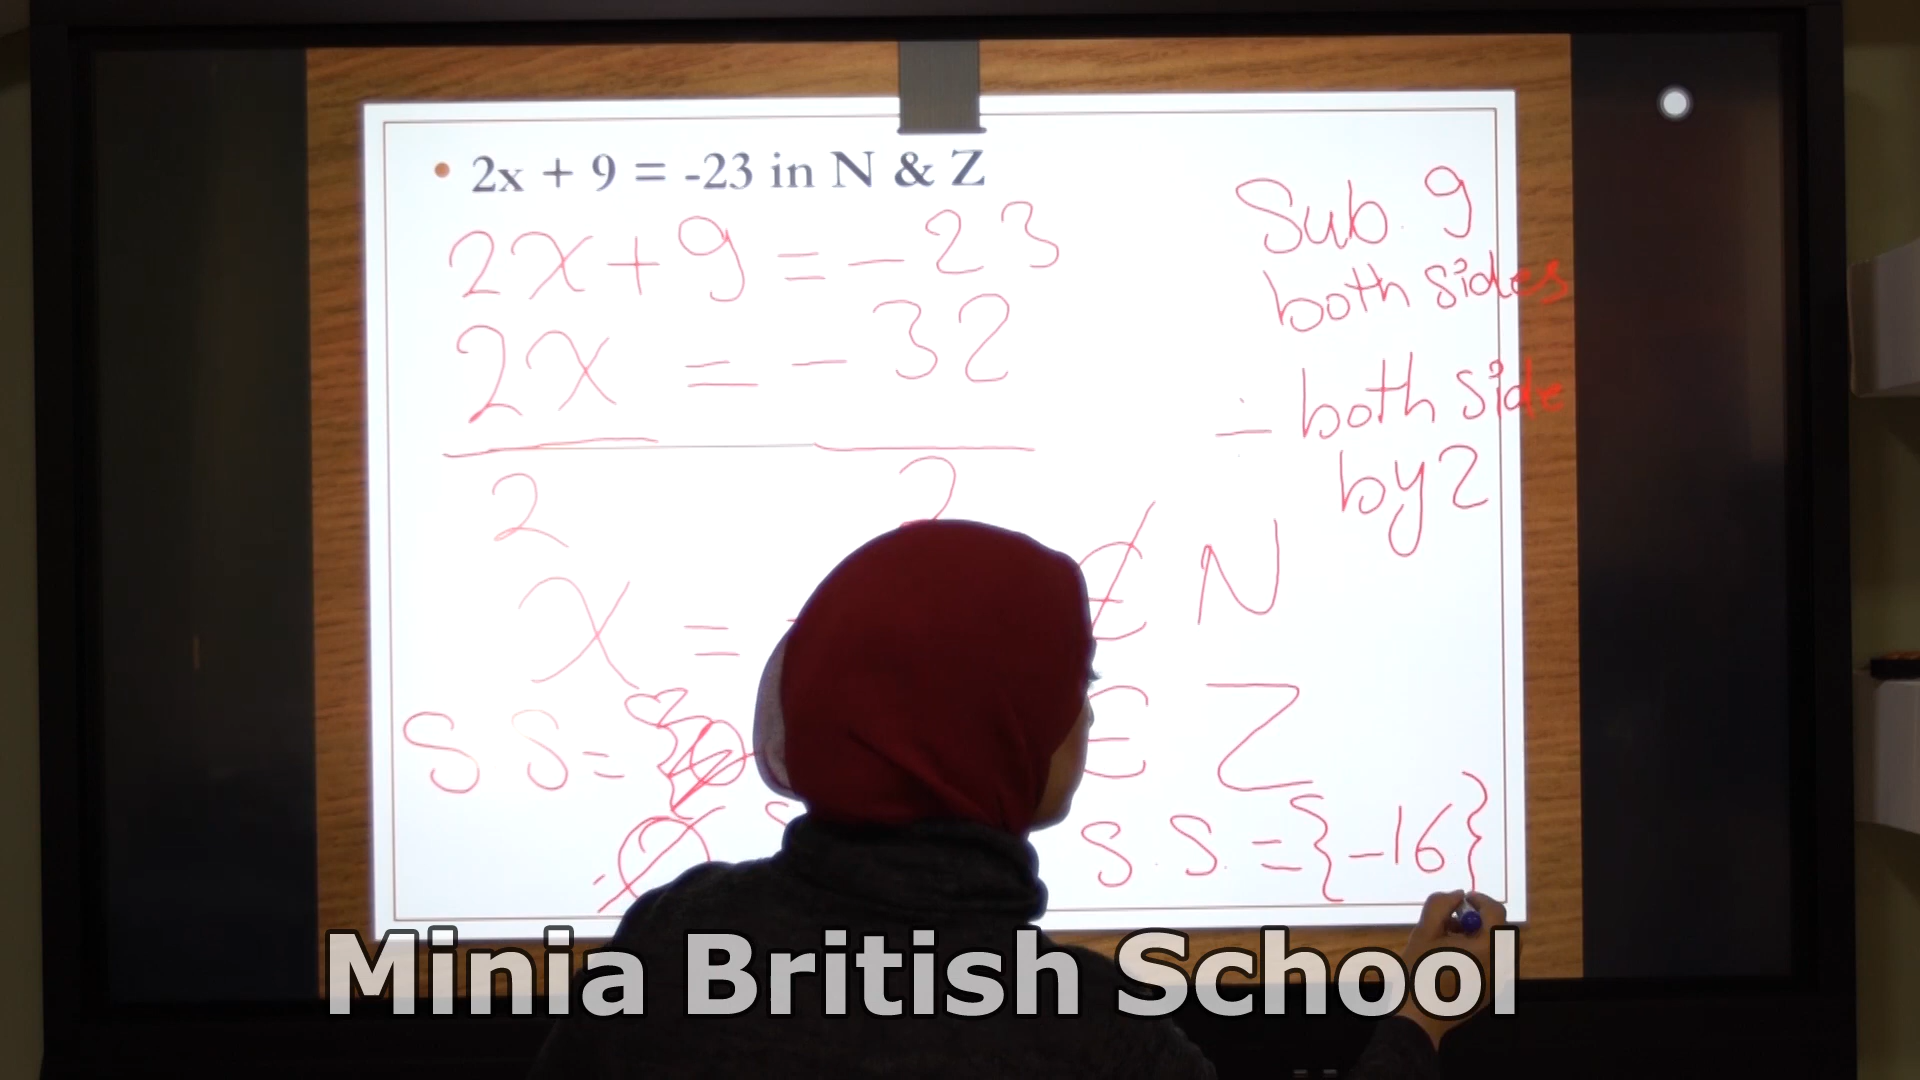 • 2x + 9 = -23 in N & Z
2x+9 = -23
2x = -32
2 2
x =
Sub. 9
both sides
÷ both side
by 2
∉ N
∈ Z
S S =
S. S. = {-16}
Minia British School